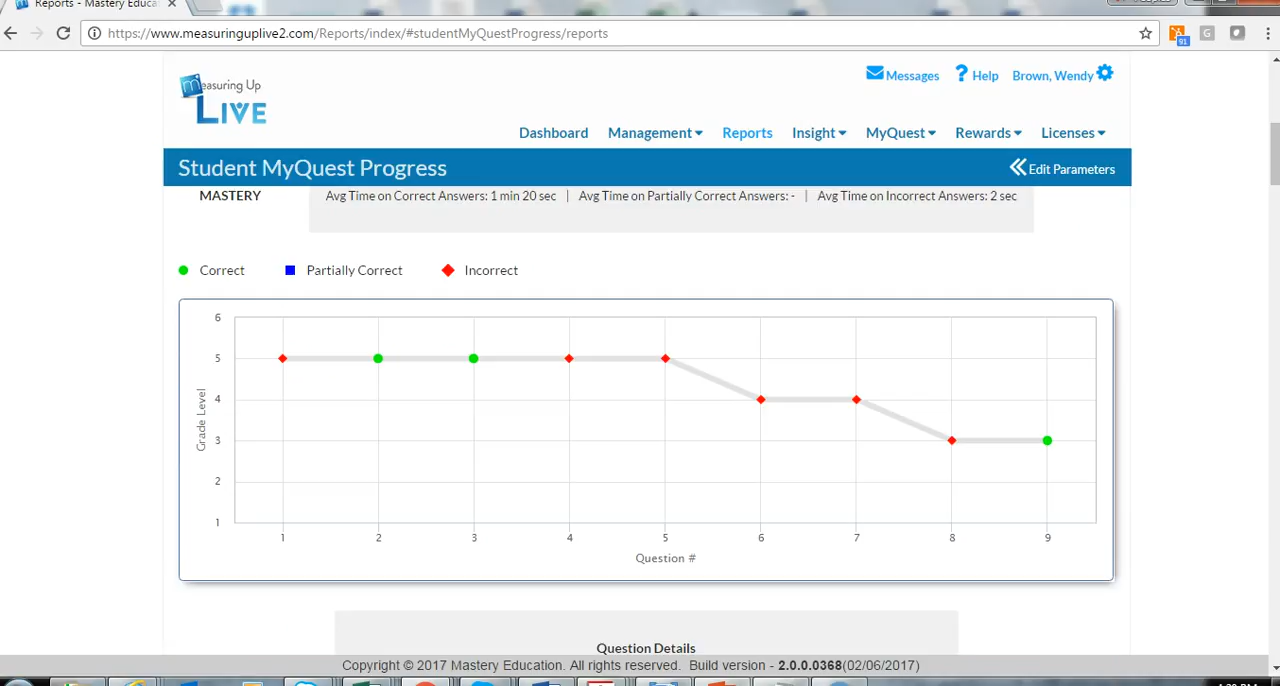 Reports - Mastery Educa
https://www.measuringuplive2.com/Reports/index/#studentMyQuestProgress/reports
91
G
Messages
? Help
Brown, Wendy
measuring Up
LIVE
Dashboard
Management
Reports
Insight
MyQuest
Rewards
Licenses
Student MyQuest Progress
Edit Parameters
MASTERY
Avg Time on Correct Answers: 1 min 20 sec | Avg Time on Partially Correct Answers: - | Avg Time on Incorrect Answers: 2 sec
Correct
Partially Correct
Incorrect
6
5
4
3
2
1
Grade Level
1 2 3 4 5 6 7 8 9
Question #
Question Details
Copyright © 2017 Mastery Education. All rights reserved. Build version - 2.0.0.0368(02/06/2017)